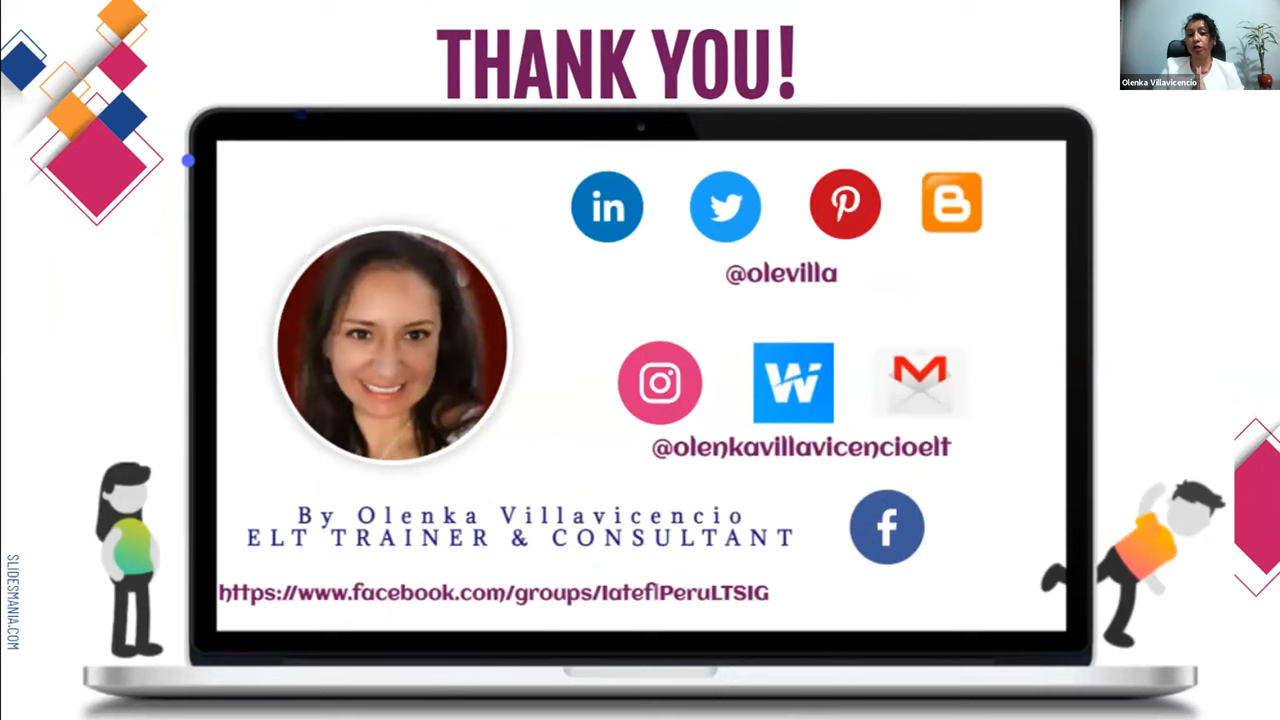 THANK YOU!
Olenka Villavicencio
in
@olevilla
@olenkavillavicencioelt
By Olenka Villavicencio
ELT TRAINER & CONSULTANT
https://www.facebook.com/groups/IateflPeruLTSIG
SLIDESMANIA.COM